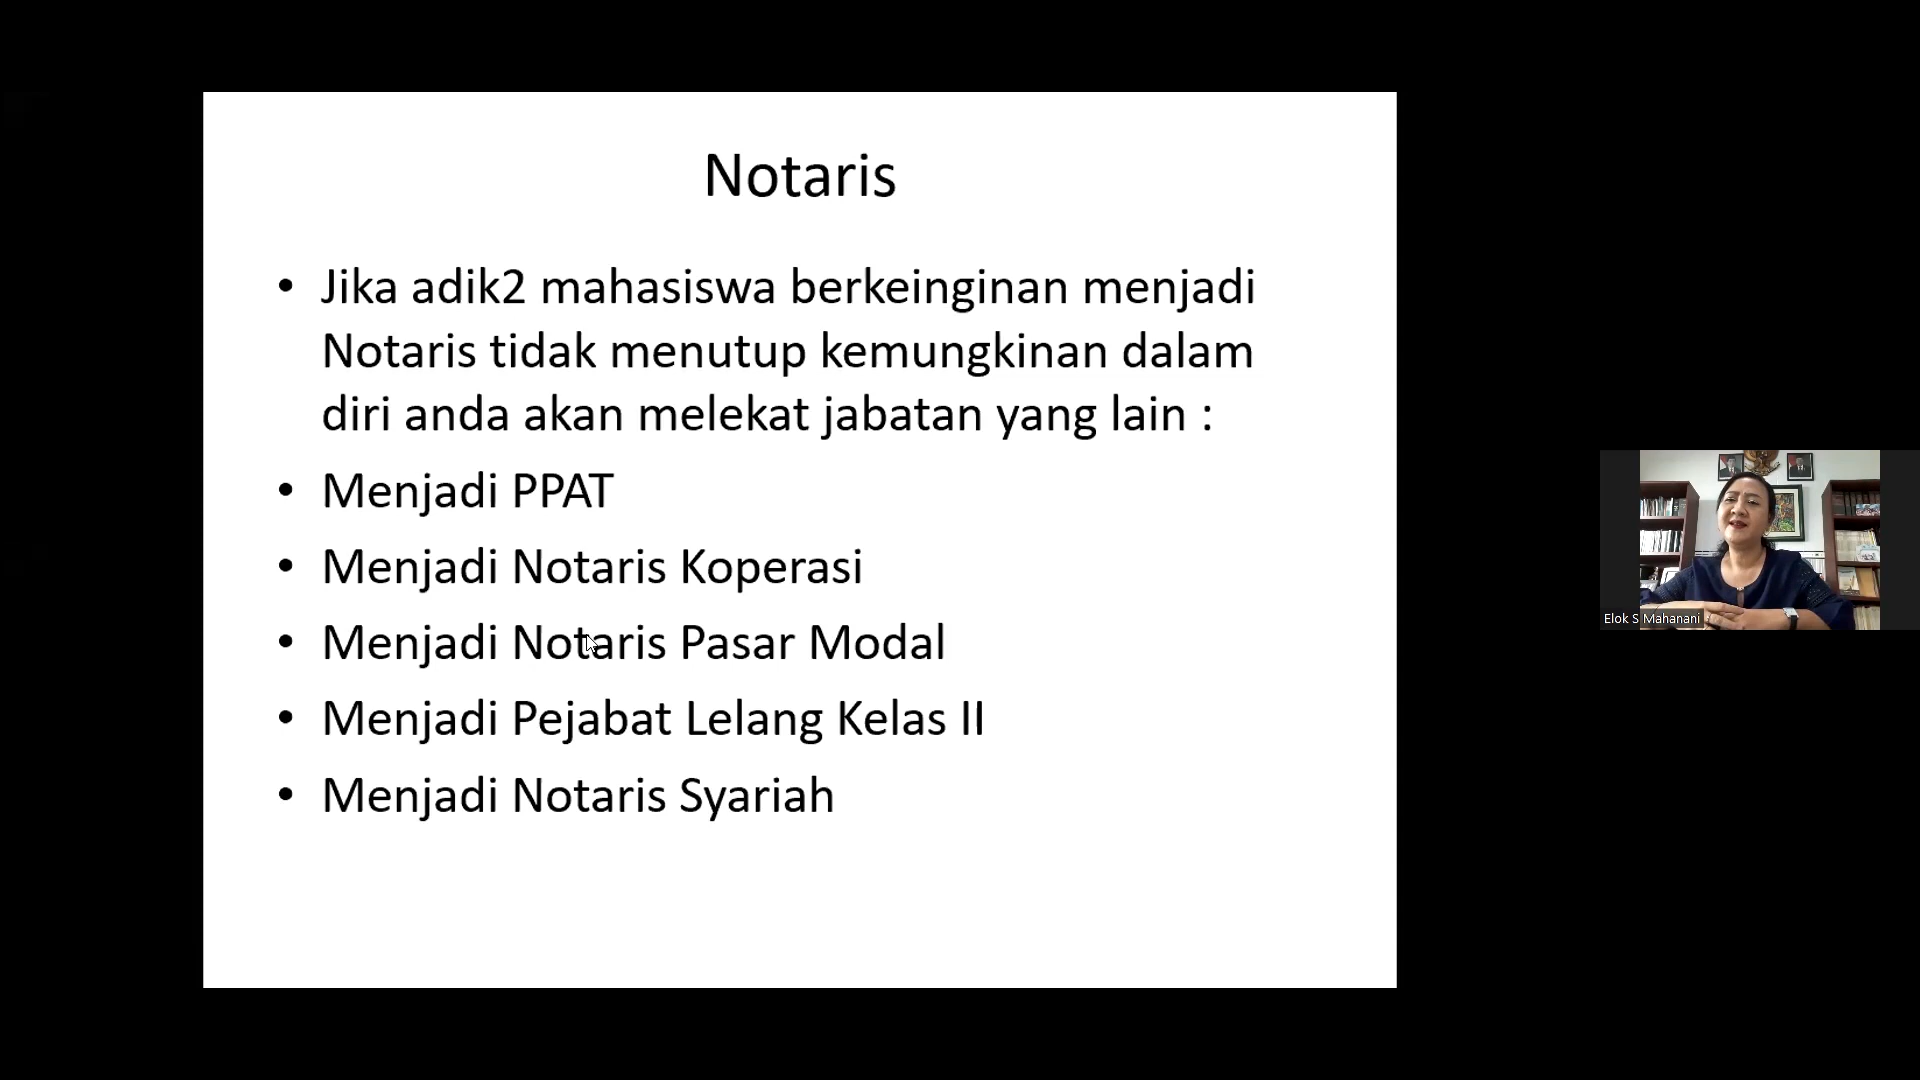 Notaris
• Jika adik2 mahasiswa berkeinginan menjadi
Notaris tidak menutup kemungkinan dalam
diri anda akan melekat jabatan yang lain :
• Menjadi PPAT
• Menjadi Notaris Koperasi
• Menjadi Notaris Pasar Modal
• Menjadi Pejabat Lelang Kelas II
• Menjadi Notaris Syariah
Elok S Mahanani